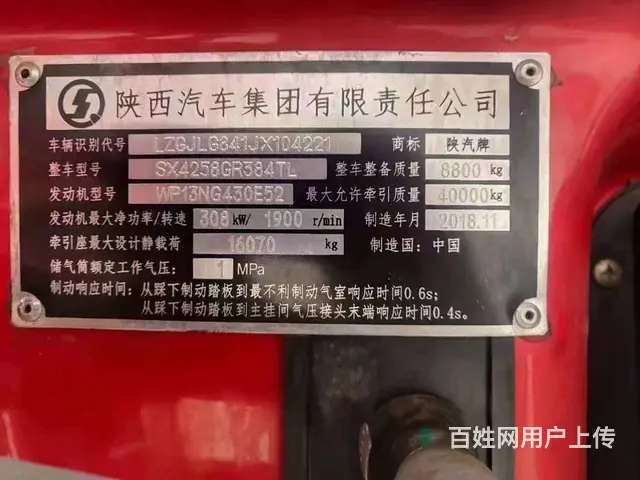 陕西汽车集团有限责任公司
车辆识别代号 LZGJLG841JX104221 商标 陕汽牌
整车型号 SX4258GR384TL 整车整备质量 8800kg
发动机型号 WP13NG430E52 最大允许牵引质量 40000kg
发动机最大净功率/转速 308kW/ 1900r/min 制造年月 2018.11
牵引座最大设计静载荷 16070 kg 制造国：中国
储气筒额定工作气压： 1 MPa
制动响应时间：从踩下制动踏板到最不利制动气室响应时间0.6s;
从踩下制动踏板到主挂间气压接头末端响应时间0.4s。
百姓网用户上传